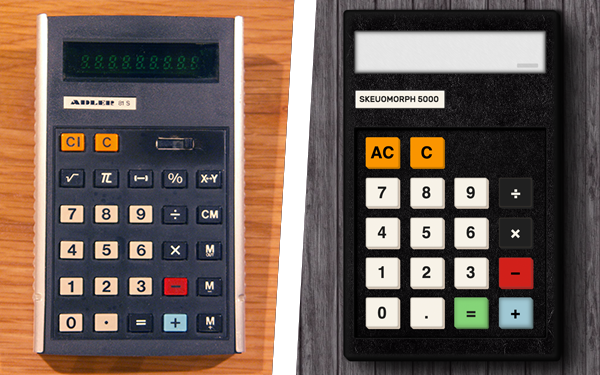 ADLER 81 S
CI C
√ π (↔) % X↔Y
7 8 9 ÷ CM
4 5 6 × M
1 2 3 − M−
0 · = + M+
SKEUOMORPH 5000
AC C
7 8 9 ÷
4 5 6 ×
1 2 3 −
0 . = +